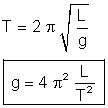 T = 2 π √(L/g)
g = 4 π² L/T²